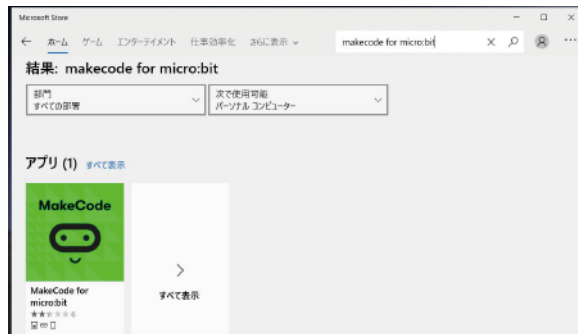 Microsoft Store
ホーム ゲーム エンターテイメント 仕事効率化 さらに表示
makecode for micro:bit
結果: makecode for micro:bit
部門
すべての部署
次で使用可能
パーソナル コンピューター
アプリ (1) すべて表示
MakeCode
MakeCode for
micro:bit
すべて表示